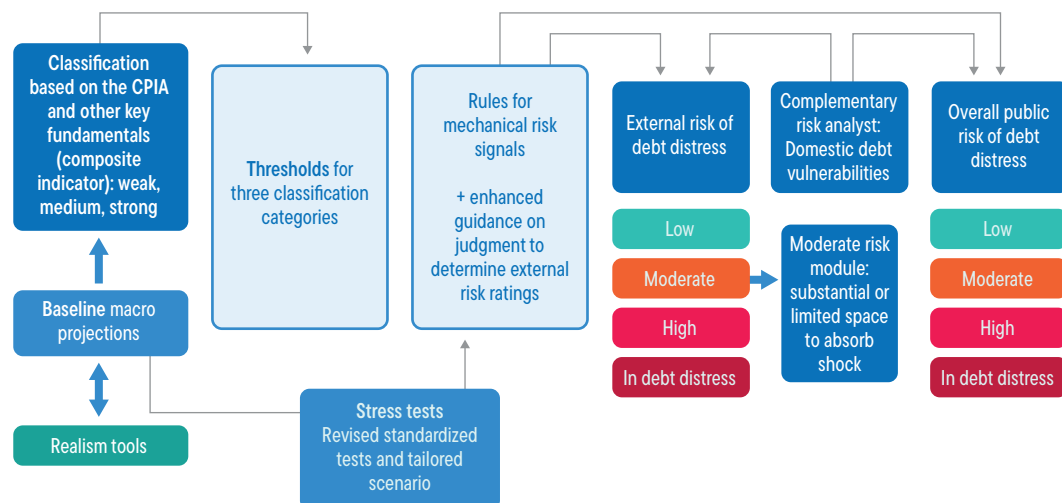 Classification
based on the CPIA
and other key
fundamentals
(composite
indicator): weak,
medium, strong
Baseline macro
projections
Realism tools
Thresholds for
three classification
categories
Stress tests
Revised standardized
tests and tailored
scenario
Rules for
mechanical risk
signals
+ enhanced
guidance on
judgment to
determine external
risk ratings
External risk of
debt distress
Low
Moderate
High
In debt distress
Complementary
risk analyst:
Domestic debt
vulnerabilities
Moderate risk
module:
substantial or
limited space
to absorb
shock
Overall public
risk of debt
distress
Low
Moderate
High
In debt distress